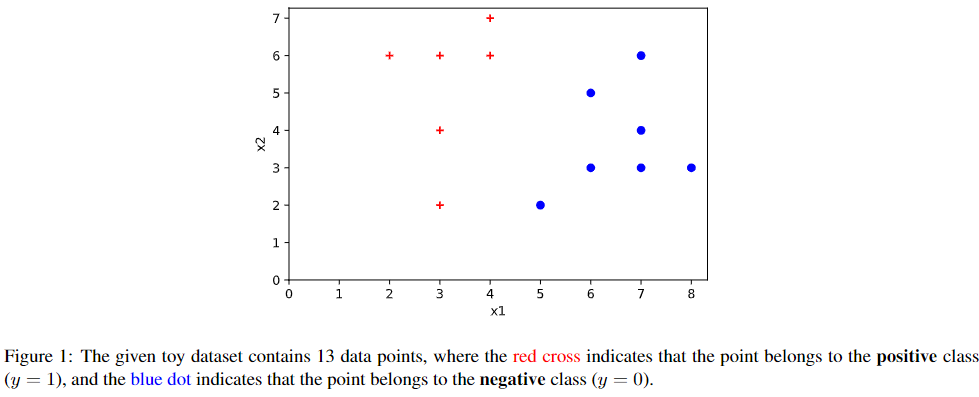 7
6
5
4
3
2
1
0
x2
0 1 2 3 4 5 6 7 8
x1
Figure 1: The given toy dataset contains 13 data points, where the red cross indicates that the point belongs to the positive class
(y = 1), and the blue dot indicates that the point belongs to the negative class (y = 0).